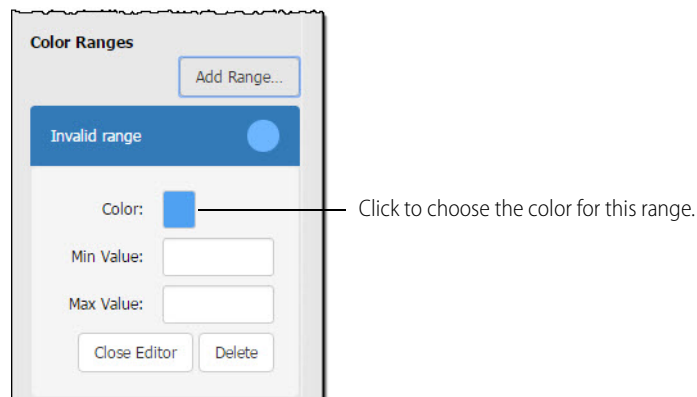 Color Ranges
Add Range...
Invalid range
Color:
Click to choose the color for this range.
Min Value:
Max Value:
Close Editor
Delete